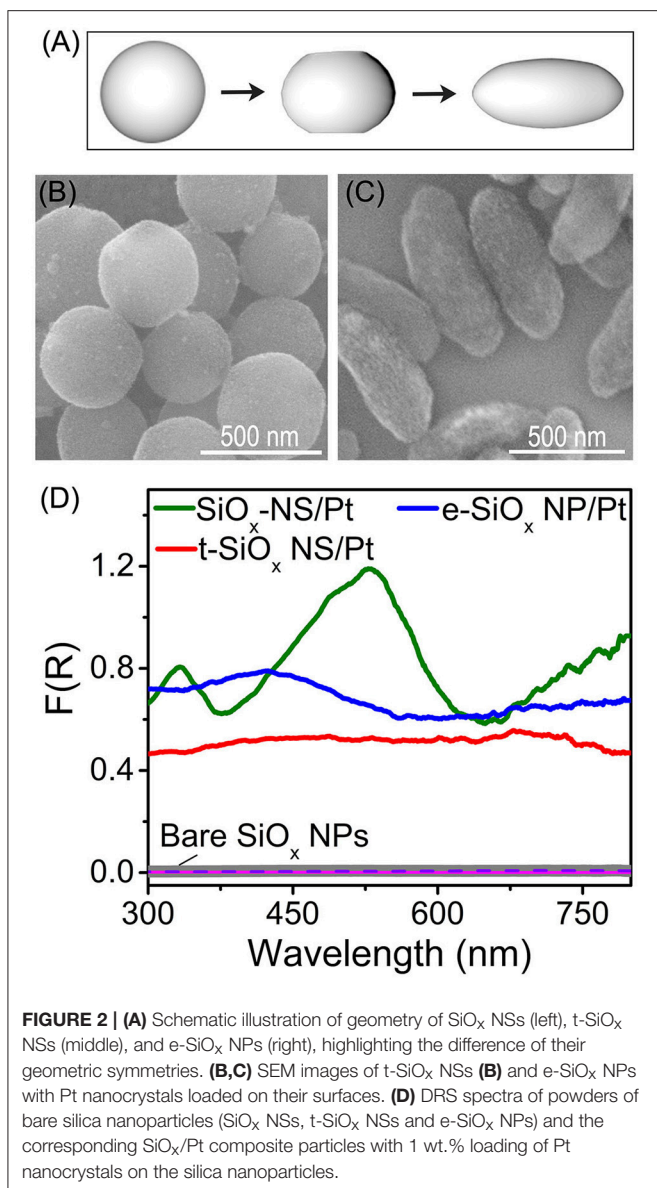 (A)
(B)
(C)
500 nm
500 nm
(D)
SiOx-NS/Pt
e-SiOx NP/Pt
t-SiOx NS/Pt
F(R)
1.2
0.8
0.4
0.0
Bare SiOx NPs
300
450
600
750
Wavelength (nm)
FIGURE 2 | (A) Schematic illustration of geometry of SiOx NSs (left), t-SiOx
NSs (middle), and e-SiOx NPs (right), highlighting the difference of their
geometric symmetries. (B,C) SEM images of t-SiOx NSs (B) and e-SiOx NPs
with Pt nanocrystals loaded on their surfaces. (D) DRS spectra of powders of
bare silica nanoparticles (SiOx NSs, t-SiOx NSs and e-SiOx NPs) and the
corresponding SiOx/Pt composite particles with 1 wt.% loading of Pt
nanocrystals on the silica nanoparticles.